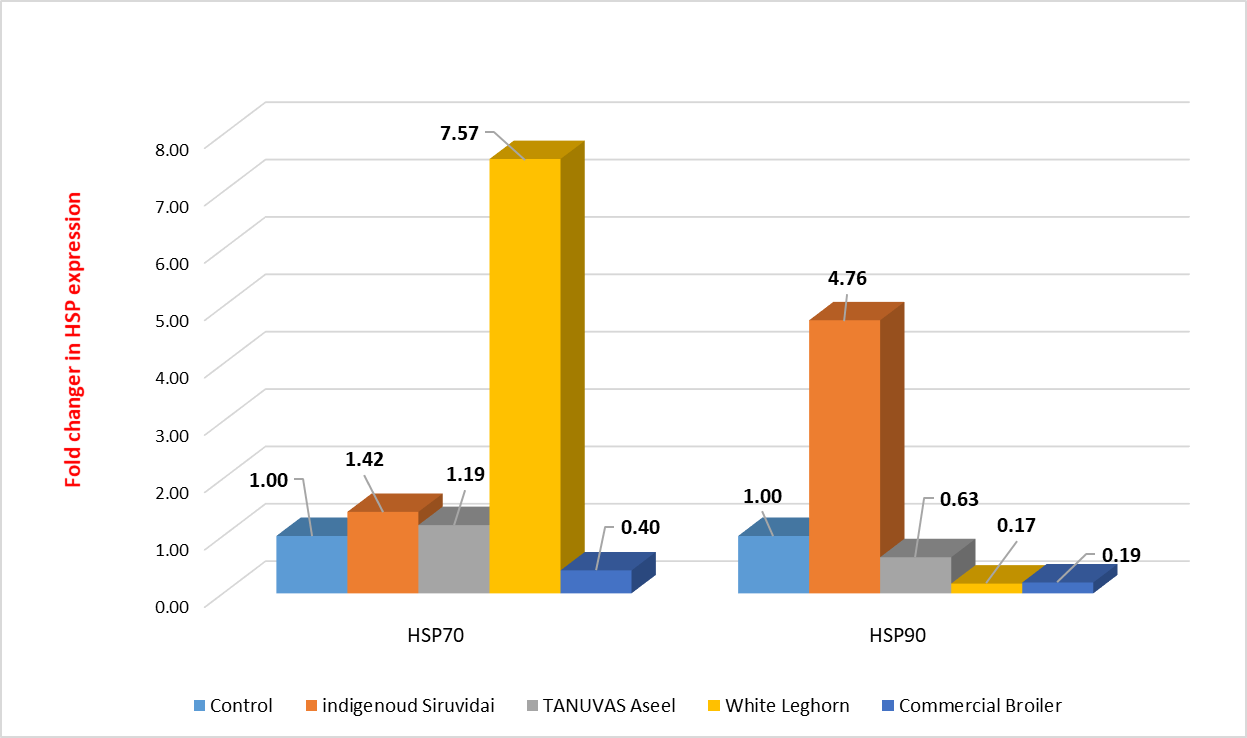 Fold changer in HSP expression
8.00
7.00
6.00
5.00
4.00
3.00
2.00
1.00
0.00
1.00
1.42
1.19
7.57
0.40
1.00
4.76
0.63
0.17
0.19
HSP70
HSP90
Control
indigenoud Siruvidai
TANUVAS Aseel
White Leghorn
Commercial Broiler